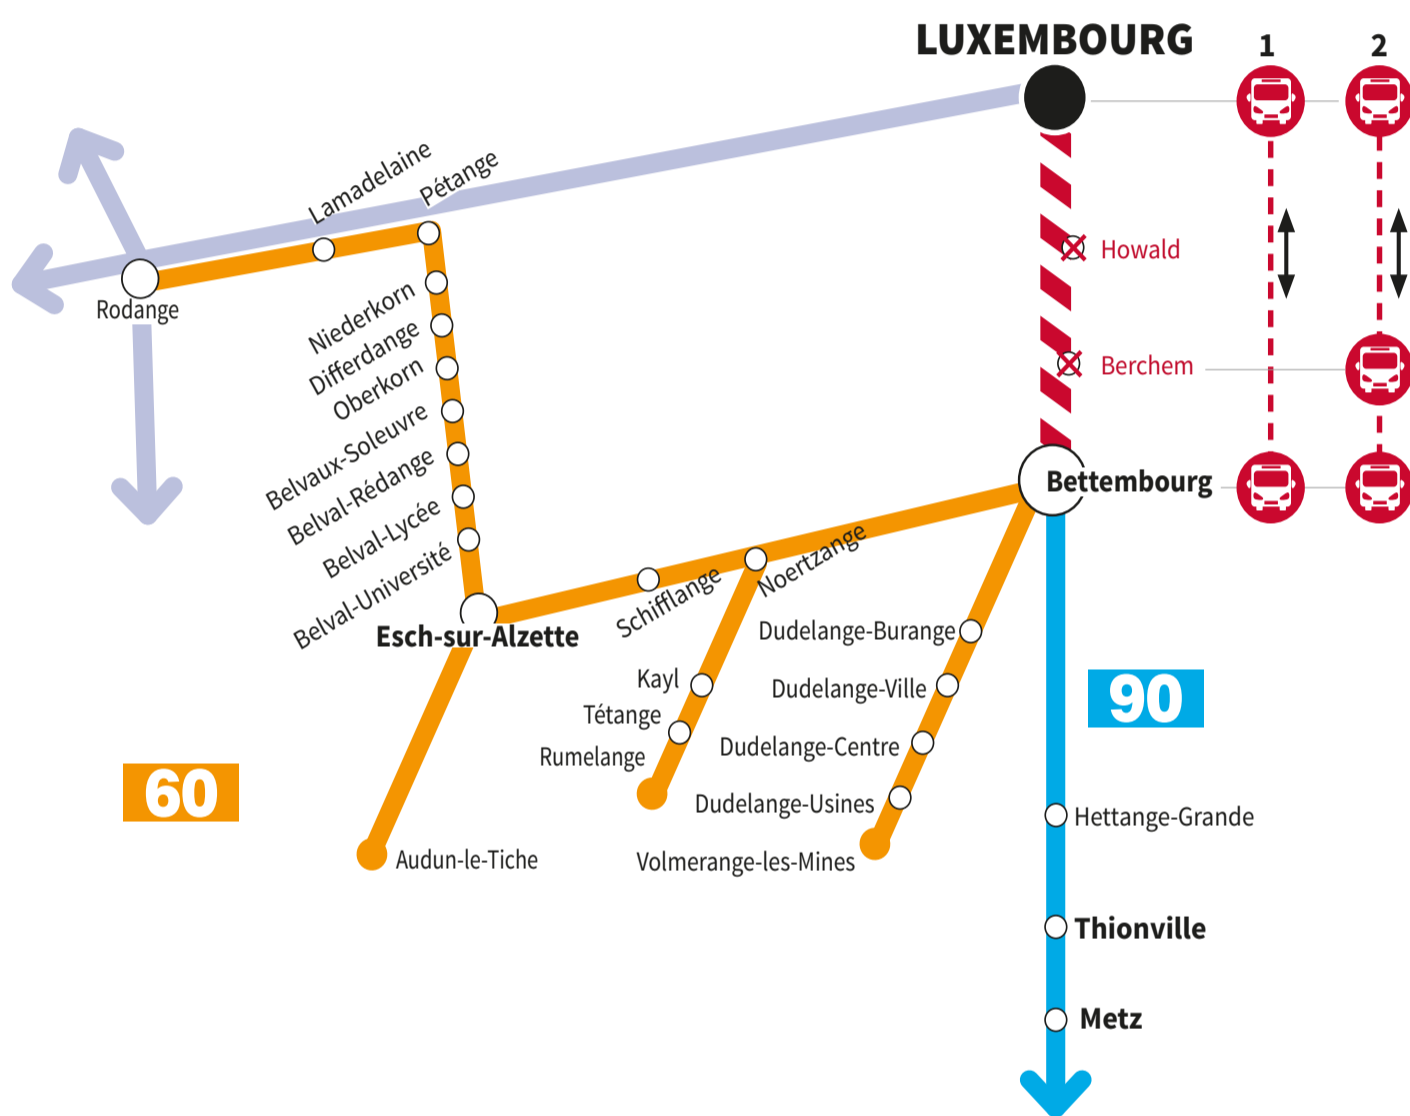 LUXEMBOURG
1
2
Lamadelaine
Pétange
Howald
Rodange
Niederkorn
Differdange
Berchem
Oberkorn
Belvaux-Soleuvre
Belval-Rédange
Bettembourg
Belval-Lycée
Belval-Université
Noertzange
Schifflange
Esch-sur-Alzette
Dudelange-Burange
Kayl
Dudelange-Ville
90
Tétange
Dudelange-Centre
Rumelange
60
Dudelange-Usines
Hettange-Grande
Audun-le-Tiche
Volmerange-les-Mines
Thionville
Metz